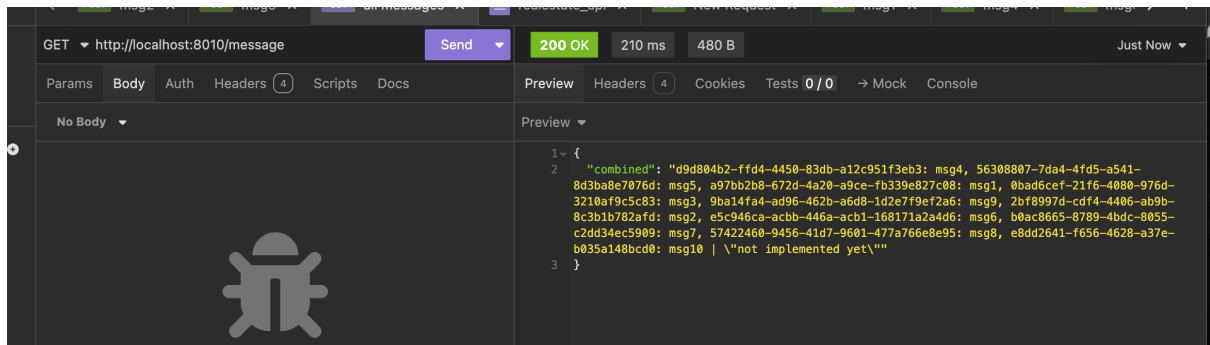 GET http://localhost:8010/message Send 200 OK 210 ms 480 B Just Now
Params Body Auth Headers 4 Scripts Docs Preview Headers 4 Cookies Tests 0 / 0 → Mock Console
No Body Preview
1 {
2 "combined": "d9d804b2-ffd4-4450-83db-a12c951f3eb3: msg4, 56308807-7da4-4fd5-a541-
8d3ba8e7076d: msg5, a97bb2b8-672d-4a20-a9ce-fb339e827c08: msg1, 0bad6cef-21f6-4080-976d-
3210af9c5c83: msg3, 9ba14fa4-ad96-462b-a6d8-1d2e7f9ef2a6: msg9, 2bf8997d-cdf4-4406-ab9b-
8c3b1b782afd: msg2, e5c946ca-acbb-446a-acb1-168171a2a4d6: msg6, b0ac8665-8789-4bdc-8055-
c2dd34ec5909: msg7, 57422460-9456-41d7-9601-477a766e8e95: msg8, e8dd2641-f656-4628-a37e-
b035a148bcd0: msg10 | \"not implemented yet\""
3 }